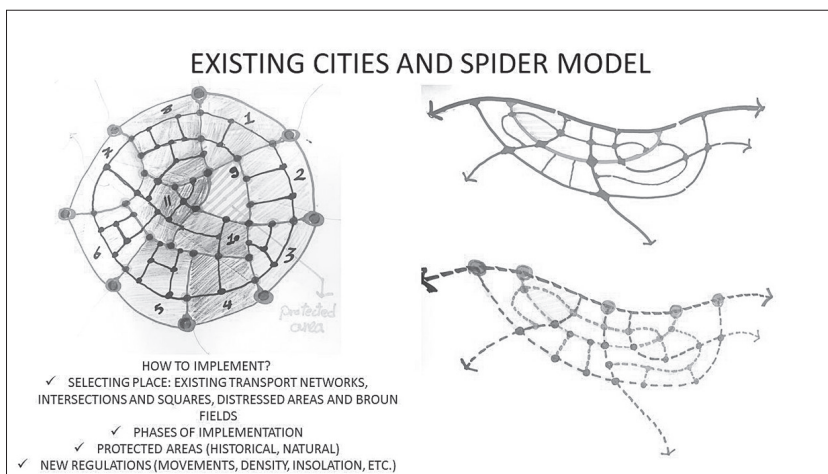 EXISTING CITIES AND SPIDER MODEL
8
1
7
9
2
11
6
10
3
5
4
protected
area
HOW TO IMPLEMENT?
✓ SELECTING PLACE: EXISTING TRANSPORT NETWORKS,
INTERSECTIONS AND SQUARES, DISTRESSED AREAS AND BROUN
FIELDS
✓ PHASES OF IMPLEMENTATION
✓ PROTECTED AREAS (HISTORICAL, NATURAL)
✓ NEW REGULATIONS (MOVEMENTS, DENSITY, INSOLATION, ETC.)